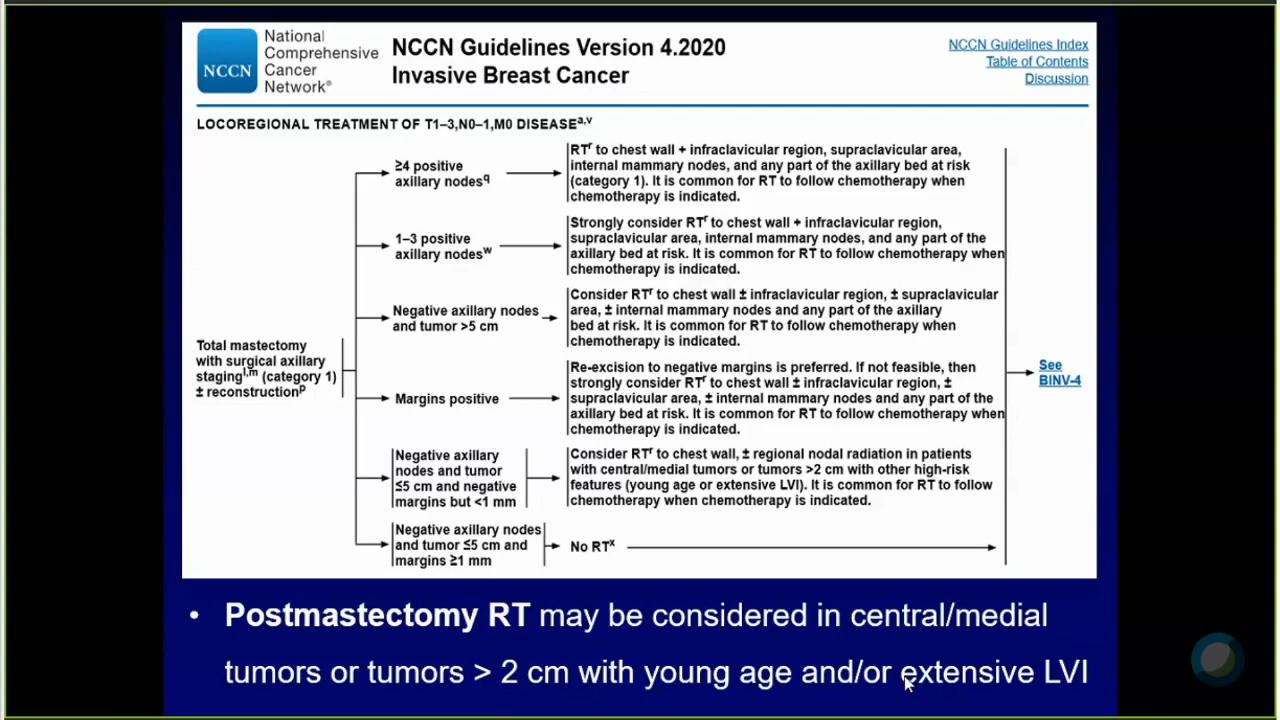 National
Comprehensive
Cancer
Network®
NCCN
NCCN Guidelines Version 4.2020
Invasive Breast Cancer
NCCN Guidelines Index
Table of Contents
Discussion
LOCOREGIONAL TREATMENT OF T1–3,N0–1,M0 DISEASEa,v
Total mastectomy
with surgical axillary
stagingl,m (category 1)
± reconstructionp
≥4 positive
axillary nodesq
RTr to chest wall + infraclavicular region, supraclavicular area,
internal mammary nodes, and any part of the axillary bed at risk
(category 1). It is common for RT to follow chemotherapy when
chemotherapy is indicated.
1–3 positive
axillary nodesw
Strongly consider RTr to chest wall + infraclavicular region,
supraclavicular area, internal mammary nodes, and any part of the
axillary bed at risk. It is common for RT to follow chemotherapy when
chemotherapy is indicated.
Negative axillary nodes
and tumor >5 cm
Consider RTr to chest wall ± infraclavicular region, ± supraclavicular
area, ± internal mammary nodes and any part of the axillary
bed at risk. It is common for RT to follow chemotherapy when
chemotherapy is indicated.
Margins positive
Re-excision to negative margins is preferred. If not feasible, then
strongly consider RTr to chest wall ± infraclavicular region, ±
supraclavicular area, ± internal mammary nodes and any part of the
axillary bed at risk. It is common for RT to follow chemotherapy when
chemotherapy is indicated.
Negative axillary
nodes and tumor
≤5 cm and negative
margins but <1 mm
Consider RTr to chest wall, ± regional nodal radiation in patients
with central/medial tumors or tumors >2 cm with other high-risk
features (young age or extensive LVI). It is common for RT to follow
chemotherapy when chemotherapy is indicated.
Negative axillary nodes
and tumor ≤5 cm and
margins ≥1 mm
No RTx
See
BINV-4
• Postmastectomy RT may be considered in central/medial
tumors or tumors > 2 cm with young age and/or extensive LVI